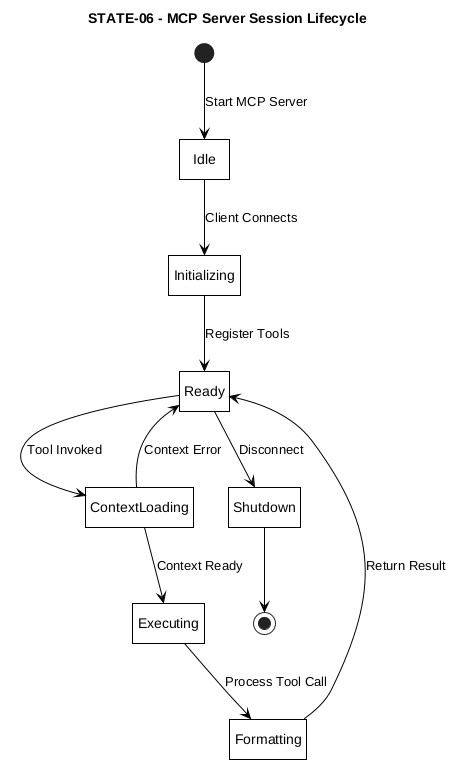 STATE-06 - MCP Server Session Lifecycle
Start MCP Server
Idle
Client Connects
Initializing
Register Tools
Ready
Tool Invoked
Context Error
Disconnect
ContextLoading
Shutdown
Context Ready
Return Result
Executing
Process Tool Call
Formatting